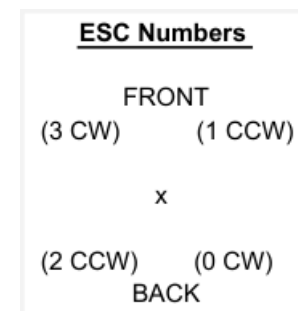 ESC Numbers
FRONT
(3 CW) (1 CCW)
x
(2 CCW) (0 CW)
BACK